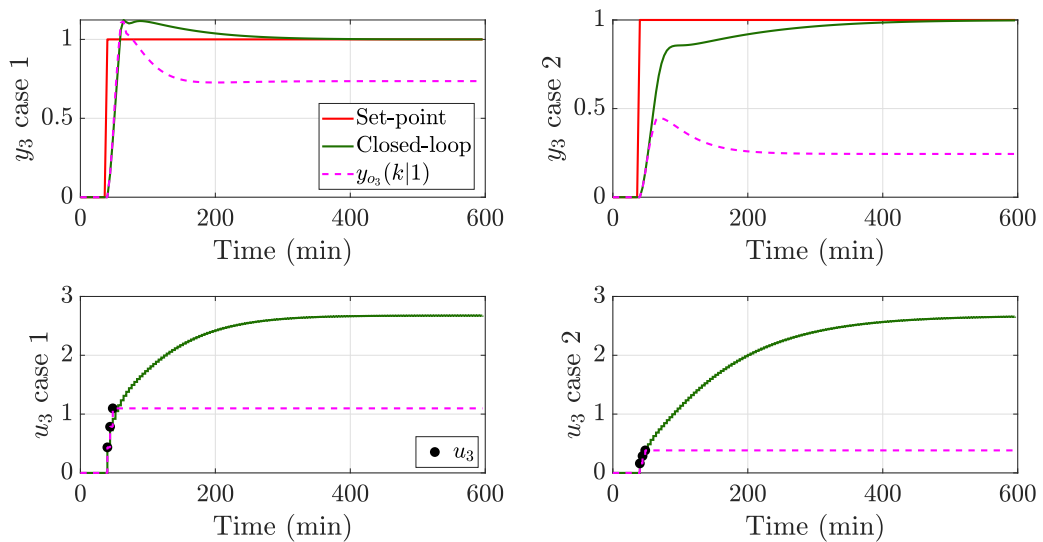 y₃ case 1
1
0.5
0
Set-point
Closed-loop
y_{o₃}(k|1)
0 200 400 600
Time (min)
y₃ case 2
1
0.5
0
0 200 400 600
Time (min)
u₃ case 1
3
2
1
0
u₃
0 200 400 600
Time (min)
u₃ case 2
3
2
1
0
0 200 400 600
Time (min)